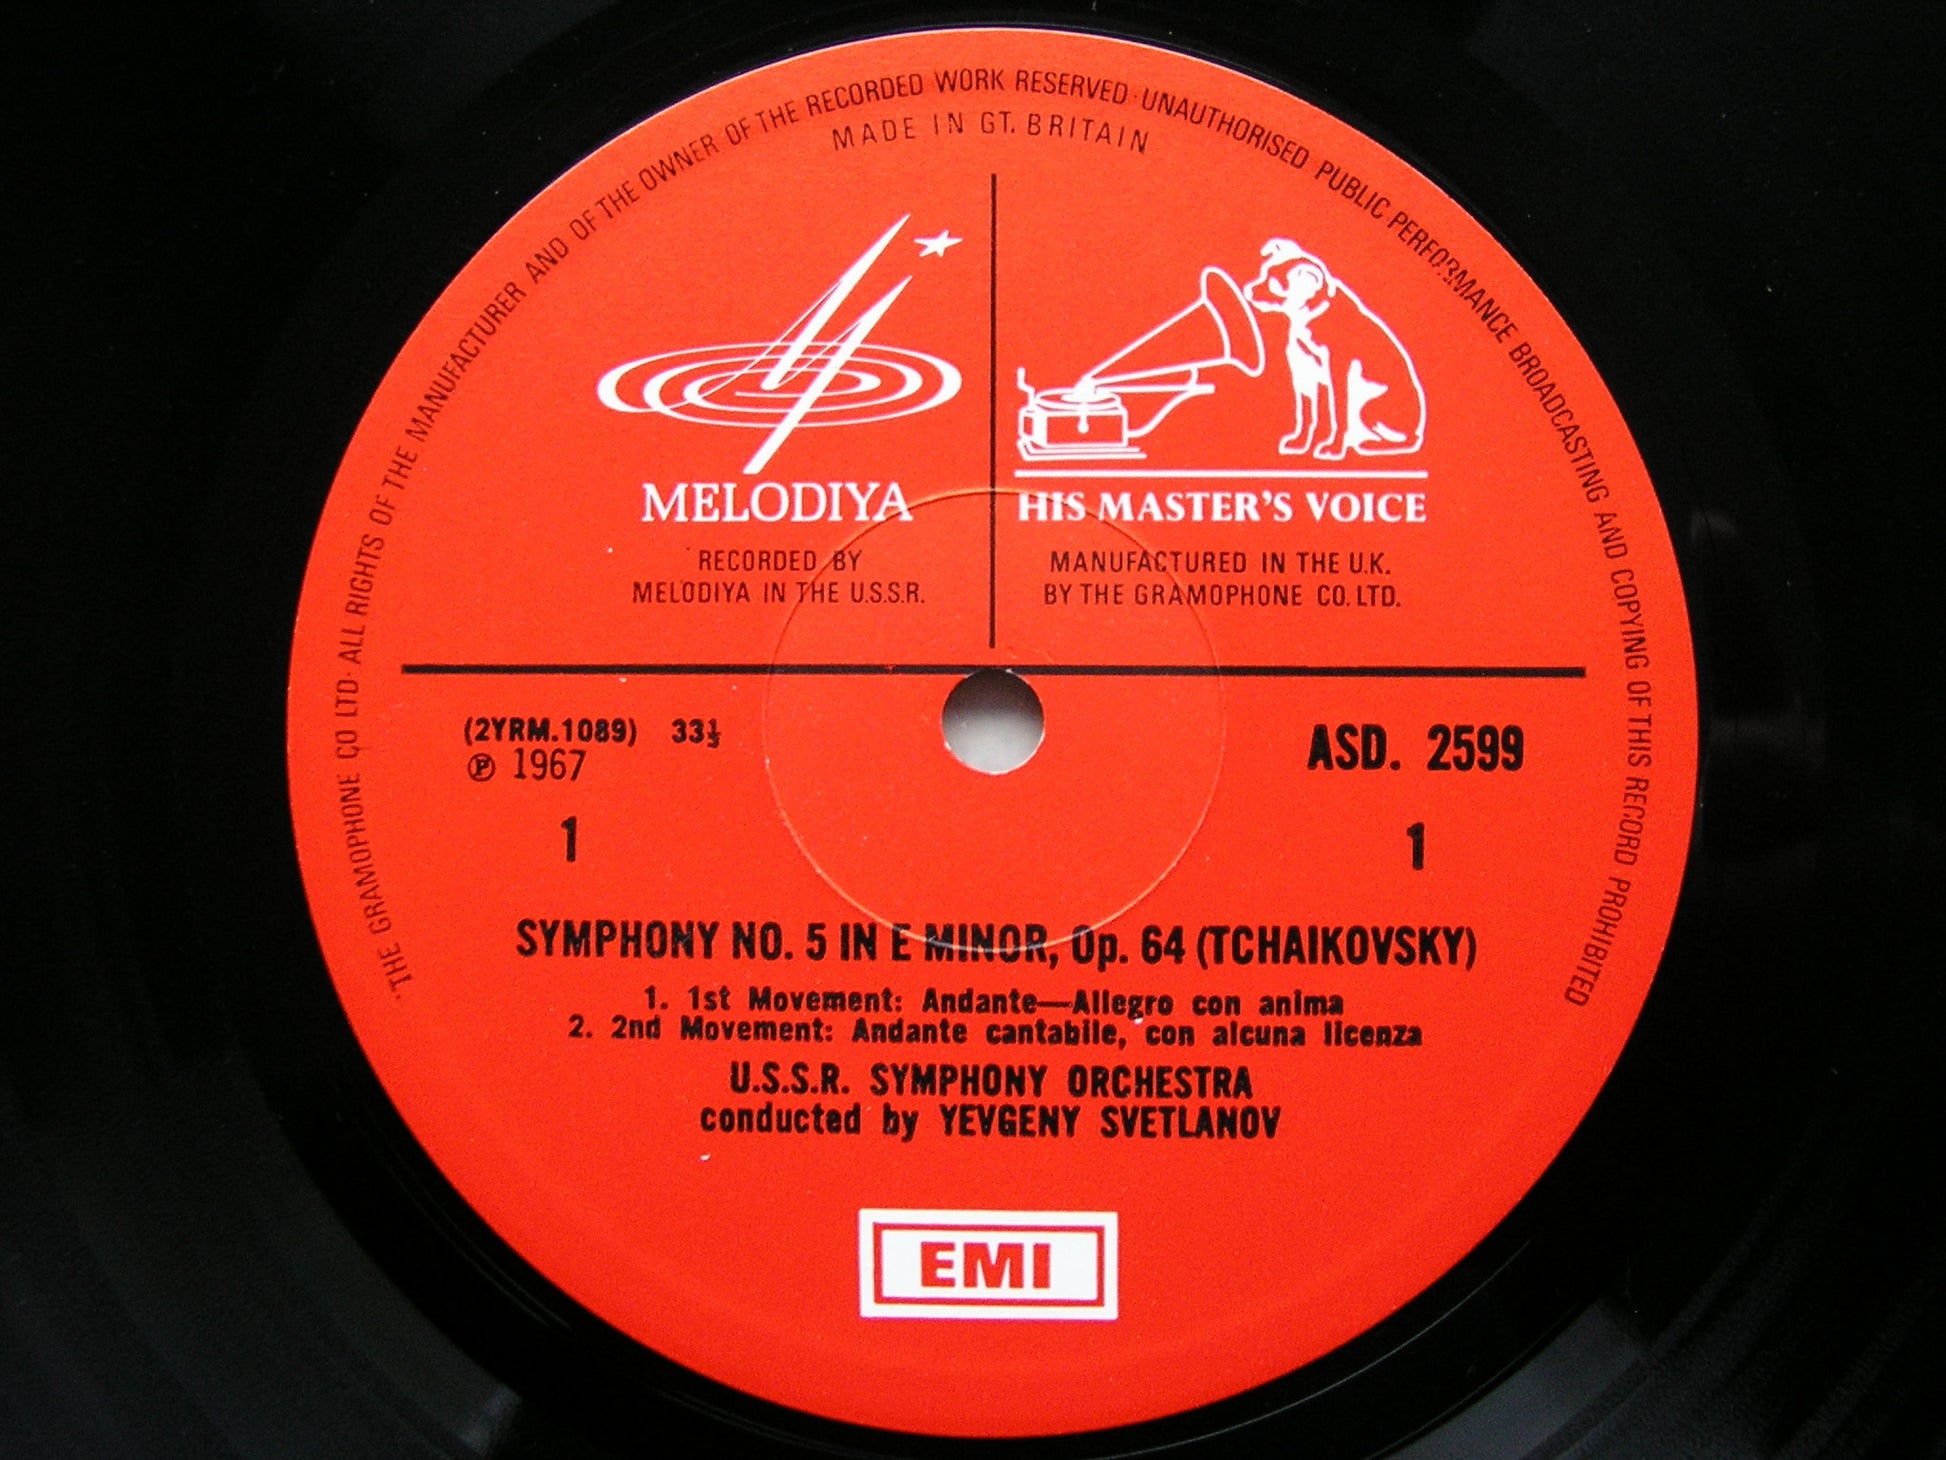 ·THE GRAMOPHONE CO LTD· ALL RIGHTS OF THE MANUFACTURER AND OF THE OWNER OF THE RECORDED WORK RESERVED · UNAUTHORISED PUBLIC PERFORMANCE BROADCASTING AND COPYING OF THIS RECORD PROHIBITED
MADE IN GT. BRITAIN
MELODIYA
RECORDED BY
MELODIYA IN THE U.S.S.R.
HIS MASTER'S VOICE
MANUFACTURED IN THE U.K.
BY THE GRAMOPHONE CO. LTD.
(2YRM.1089) 33⅓
℗ 1967
ASD. 2599
1
1
SYMPHONY NO. 5 IN E MINOR, Op. 64 (TCHAIKOVSKY)
1. 1st Movement: Andante—Allegro con anima
2. 2nd Movement: Andante cantabile, con alcuna licenza
U.S.S.R. SYMPHONY ORCHESTRA
conducted by YEVGENY SVETLANOV
EMI